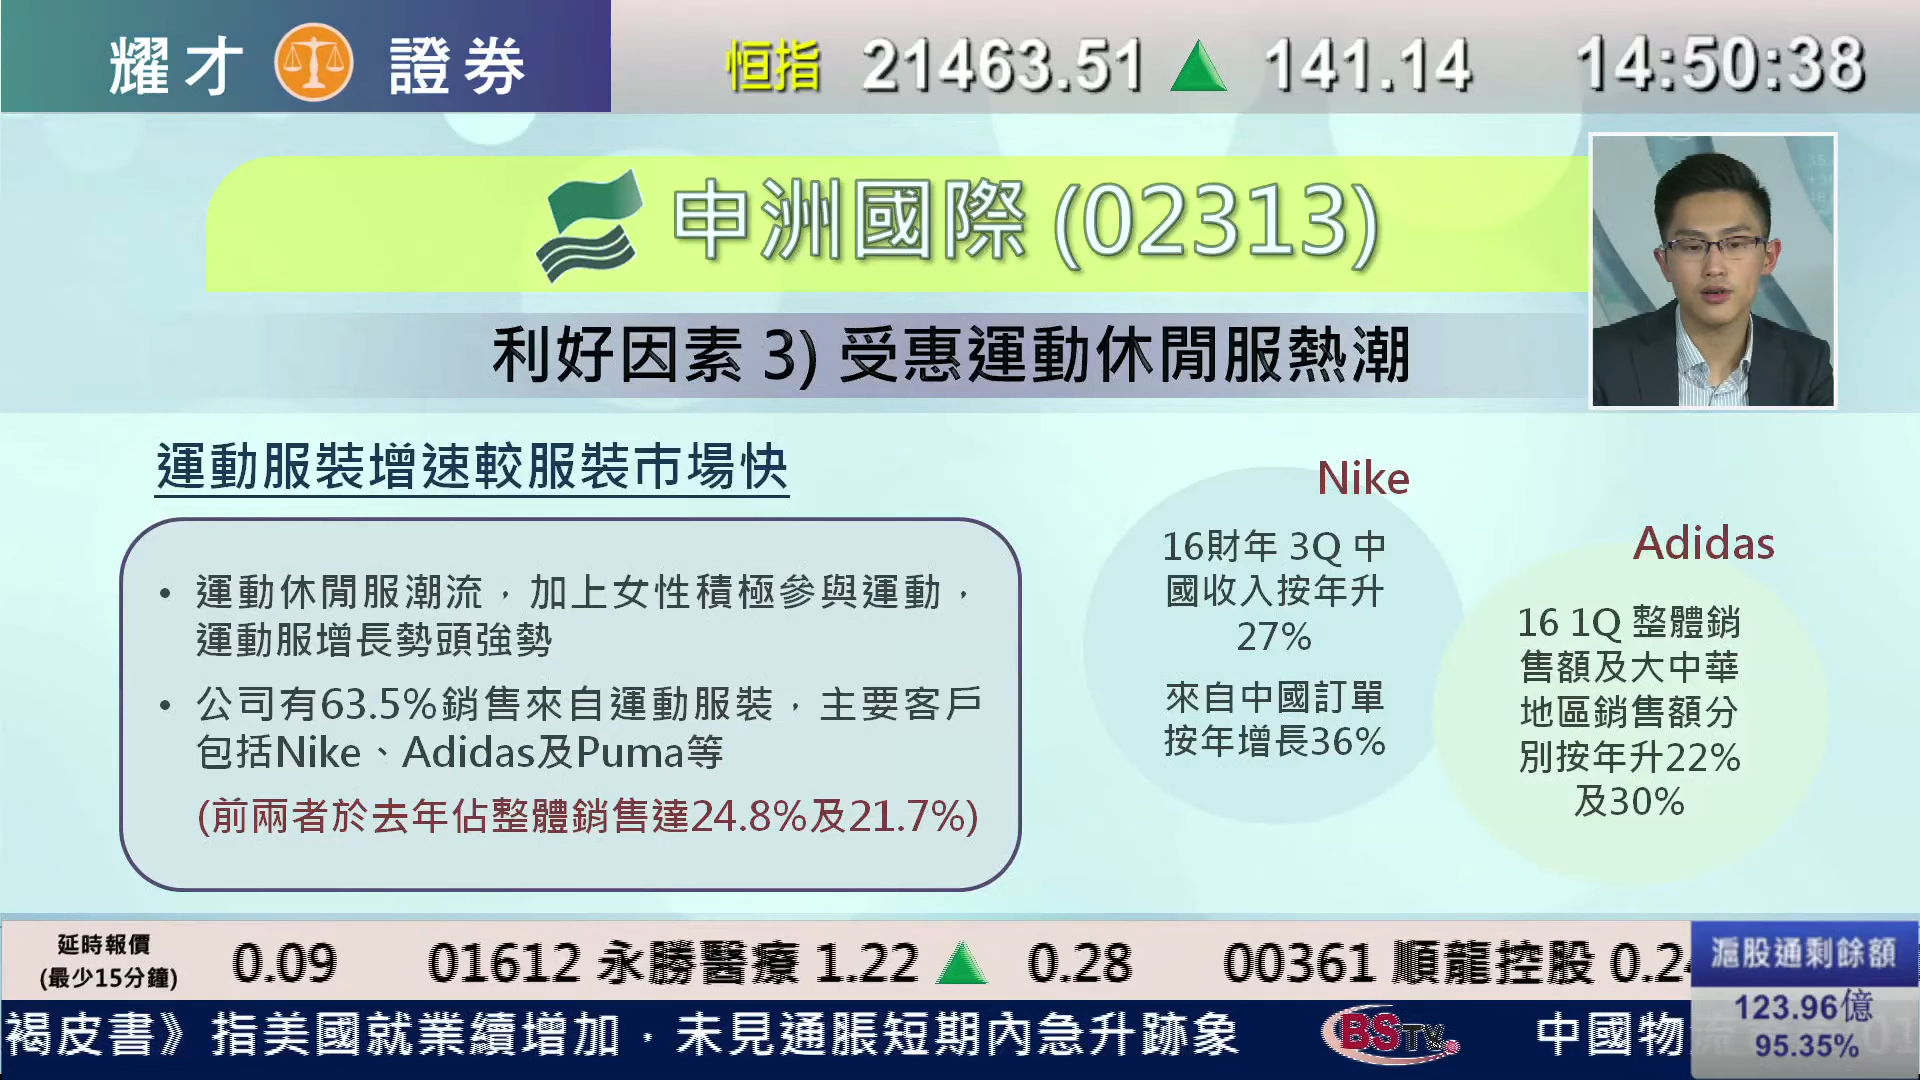 耀才 證券
恒指 21463.51 ▲ 141.14 14:50:38
申洲國際 (02313)
利好因素 3) 受惠運動休閒服熱潮
運動服裝增速較服裝市場快
• 運動休閒服潮流，加上女性積極參與運動，
運動服增長勢頭強勢
• 公司有63.5%銷售來自運動服裝，主要客戶
包括Nike、Adidas及Puma等
(前兩者於去年佔整體銷售達24.8%及21.7%)
Nike
16財年 3Q 中
國收入按年升
27%
來自中國訂單
按年增長36%
Adidas
16 1Q 整體銷
售額及大中華
地區銷售額分
別按年升22%
及30%
延時報價
(最少15分鐘)
0.09 01612 永勝醫療 1.22 ▲ 0.28 00361 順龍控股 0.24
滬股通剩餘額
123.96億
95.35%
褐皮書》指美國就業續增加，未見通脹短期內急升跡象 BSTV 中國物流